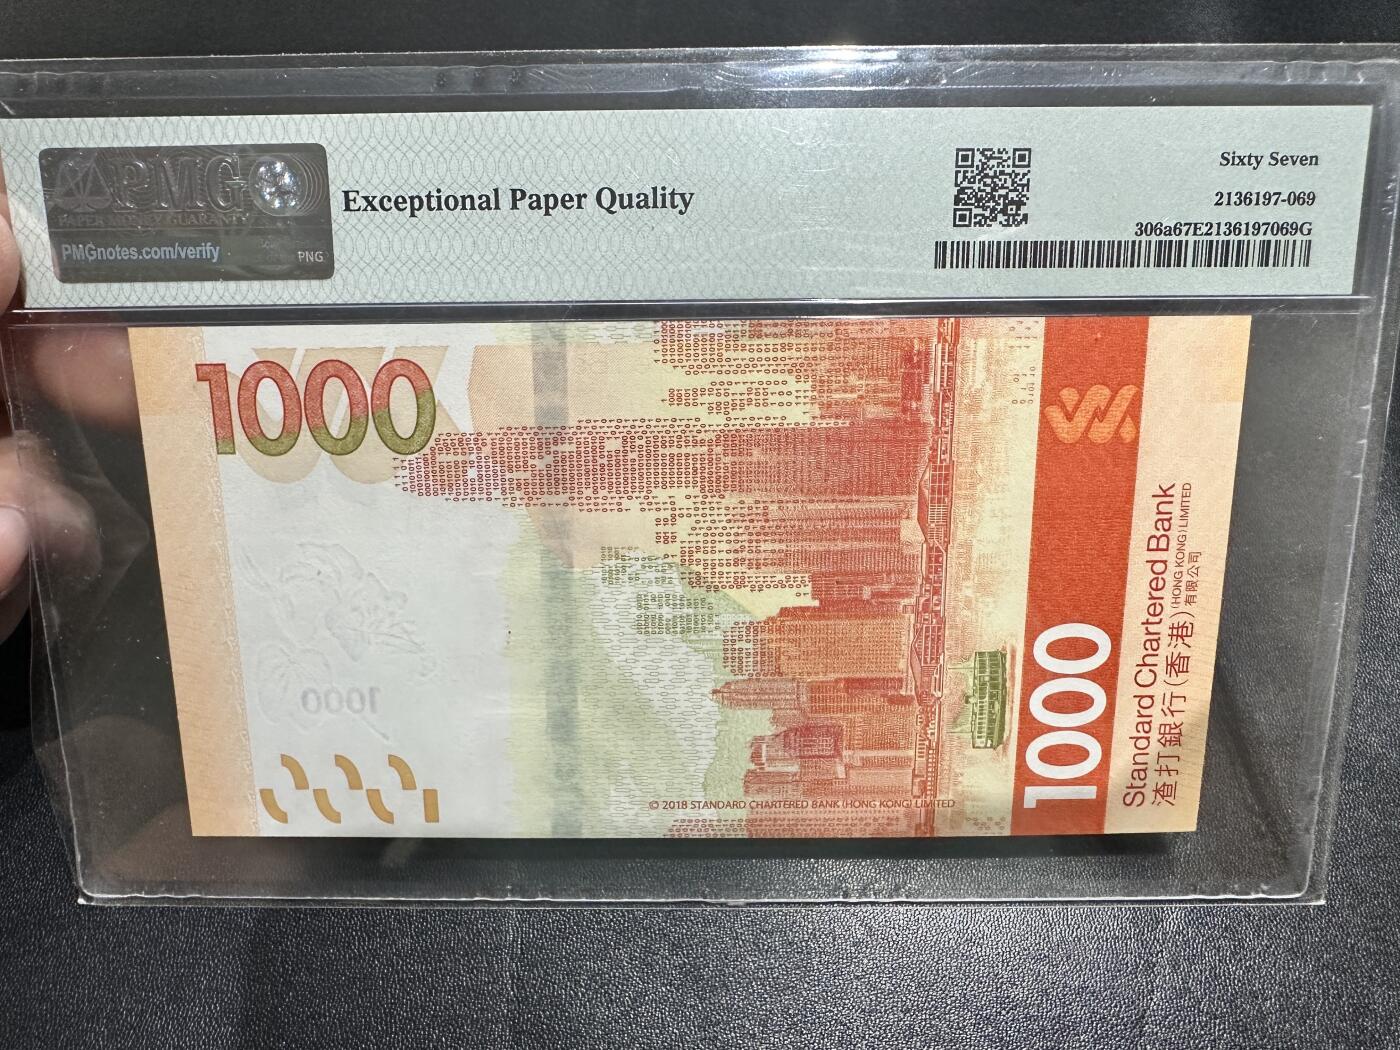 PMG
PAPER MONEY GUARANTY
PMGnotes.com/verify
PNG
Exceptional Paper Quality
Sixty Seven
2136197-069
306a67E2136197069G
1000
1000
© 2018 STANDARD CHARTERED BANK (HONG KONG) LIMITED
1000
Standard Chartered Bank
(HONG KONG) LIMITED
渣打銀行(香港)
有限公司